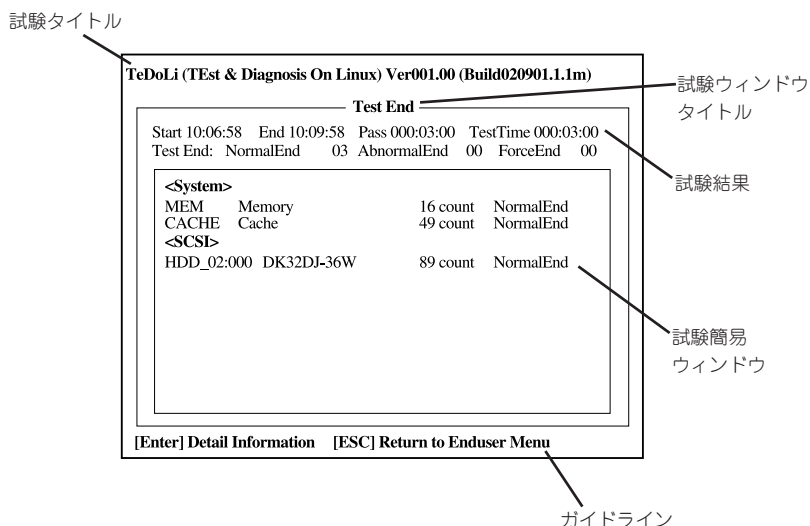 試験タイトル
TeDoLi (TEst & Diagnosis On Linux) Ver001.00 (Build020901.1.1m)
試験ウィンドウ
タイトル
Test End
Start 10:06:58 End 10:09:58 Pass 000:03:00 TestTime 000:03:00
Test End: NormalEnd 03 AbnormalEnd 00 ForceEnd 00
試験結果
<System>
MEM Memory 16 count NormalEnd
CACHE Cache 49 count NormalEnd
<SCSI>
HDD_02:000 DK32DJ-36W 89 count NormalEnd
試験簡易
ウィンドウ
[Enter] Detail Information [ESC] Return to Enduser Menu
ガイドライン